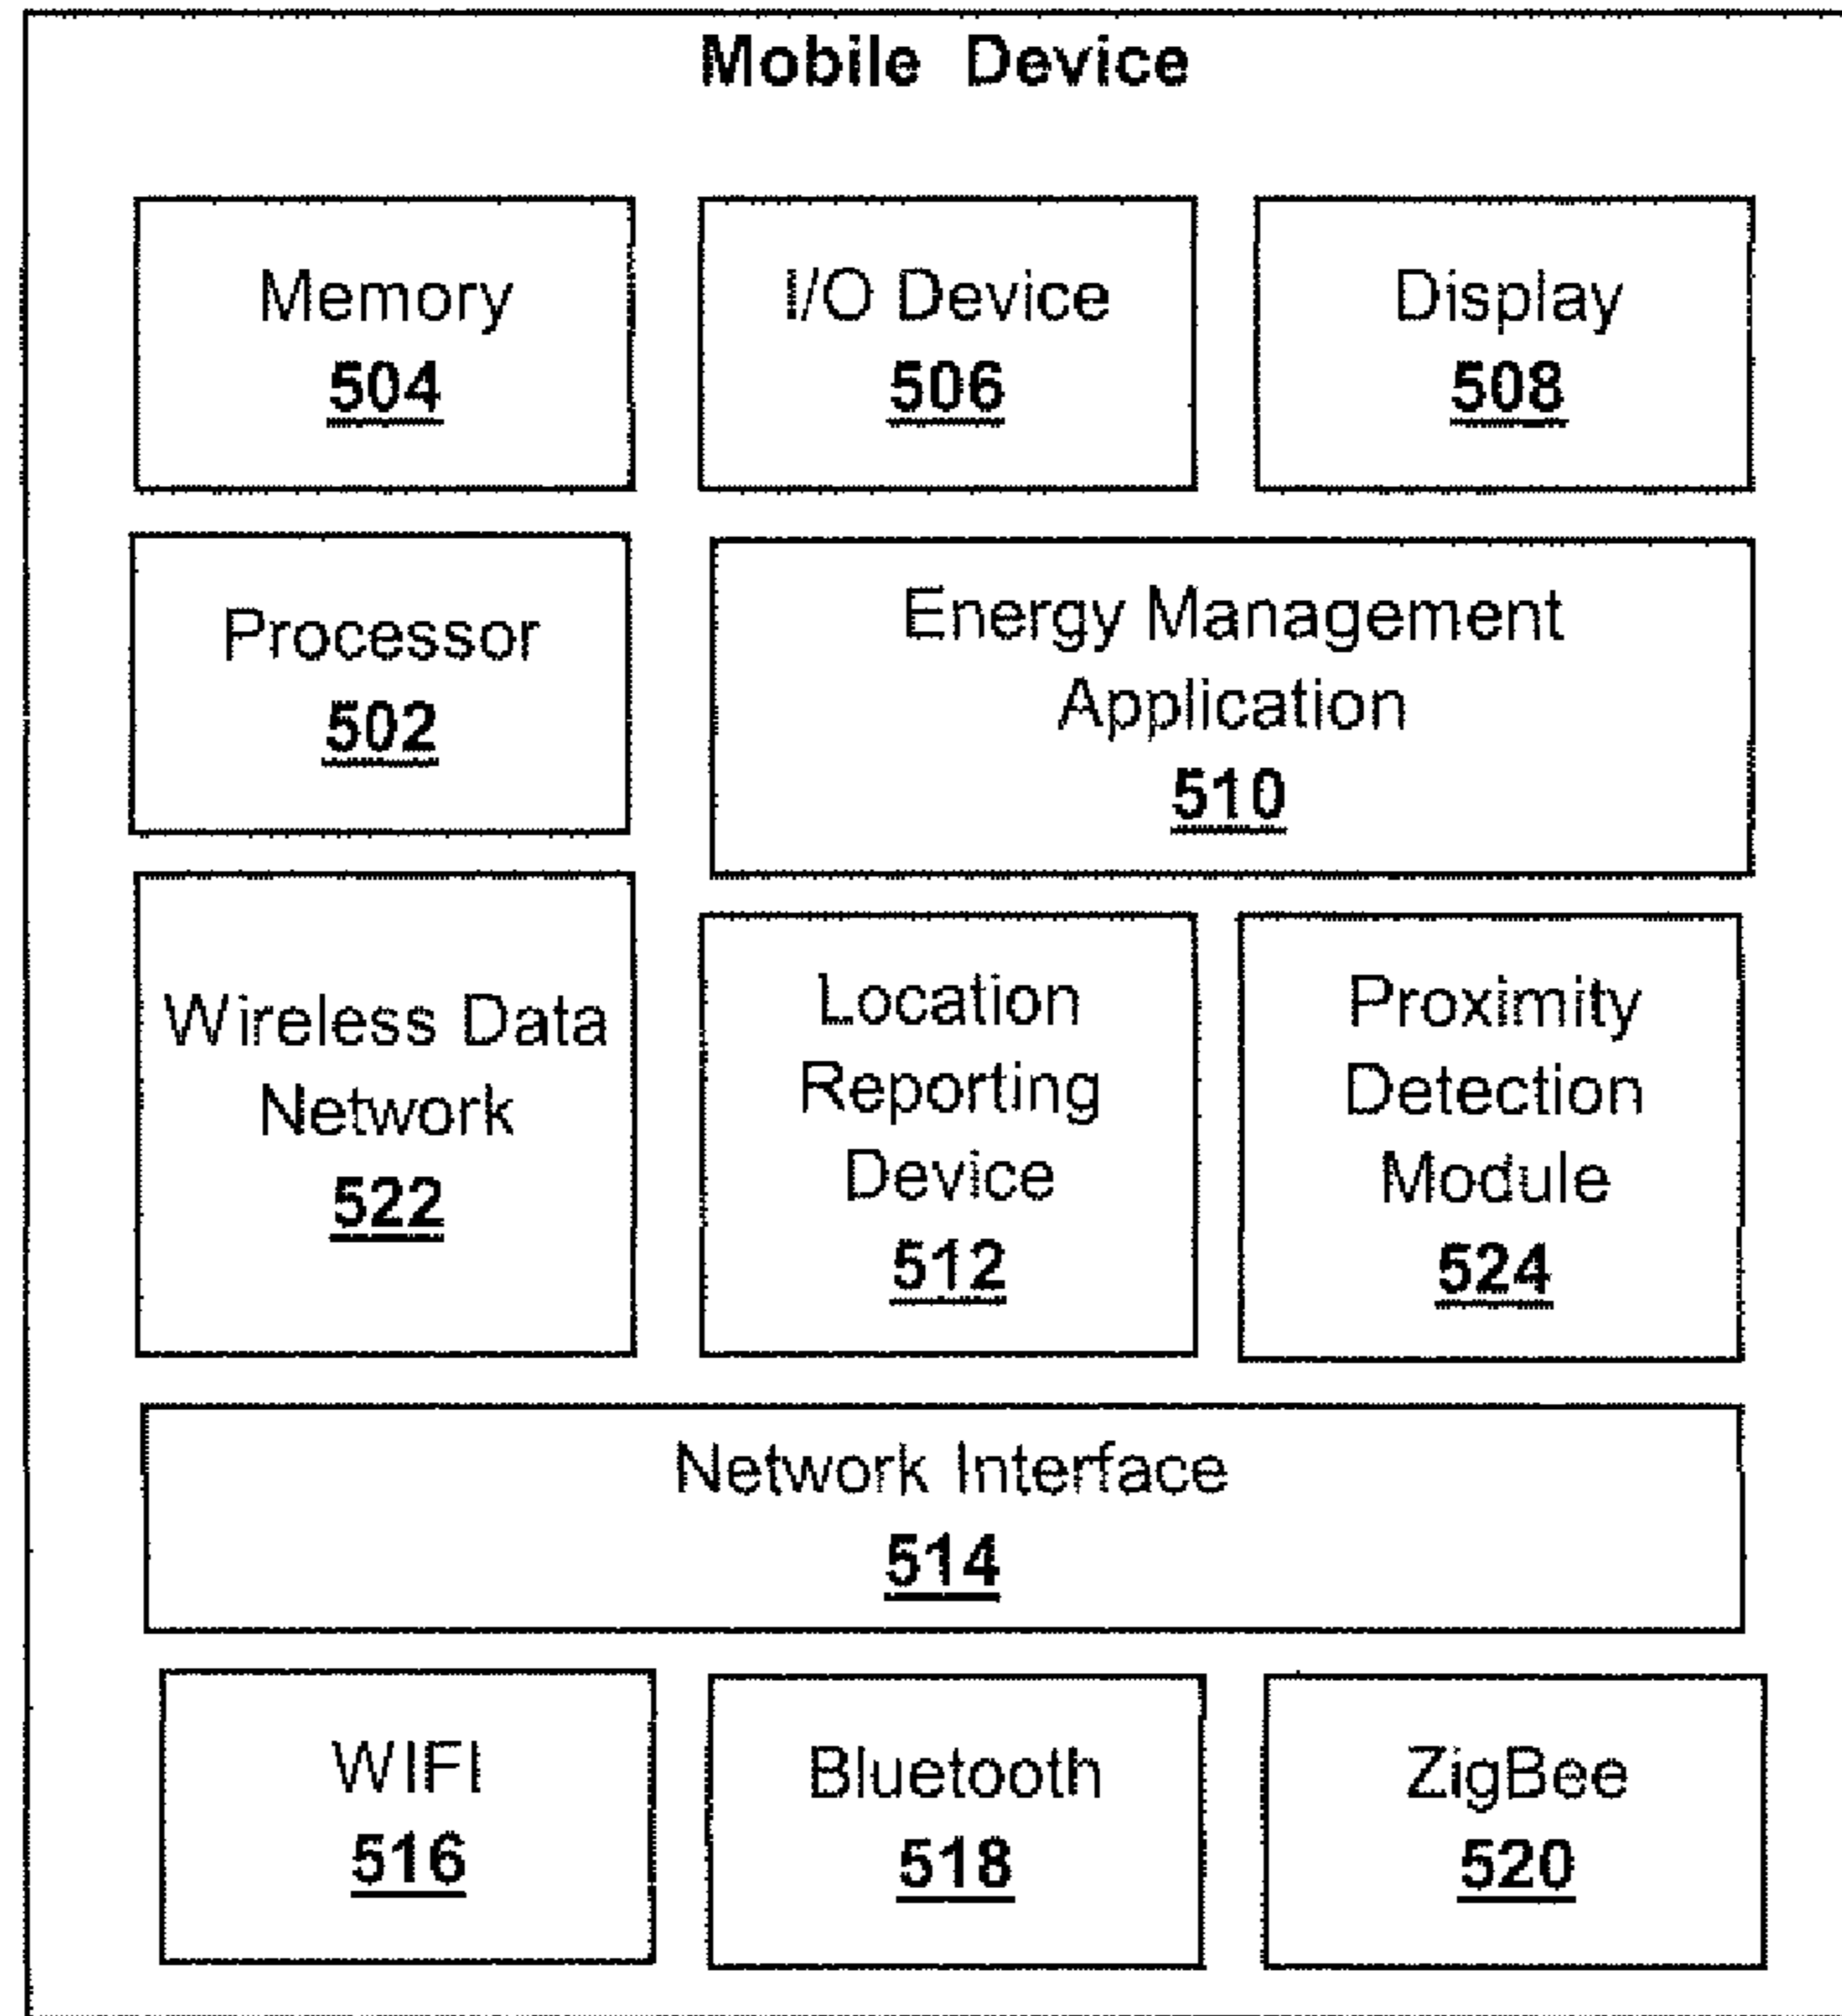 Mobile Device
Memory
504
I/O Device
506
Display
508
Processor
502
Energy Management
Application
510
Wireless Data
Network
522
Location
Reporting
Device
512
Proximity
Detection
Module
524
Network Interface
514
WIFI
516
Bluetooth
518
ZigBee
520